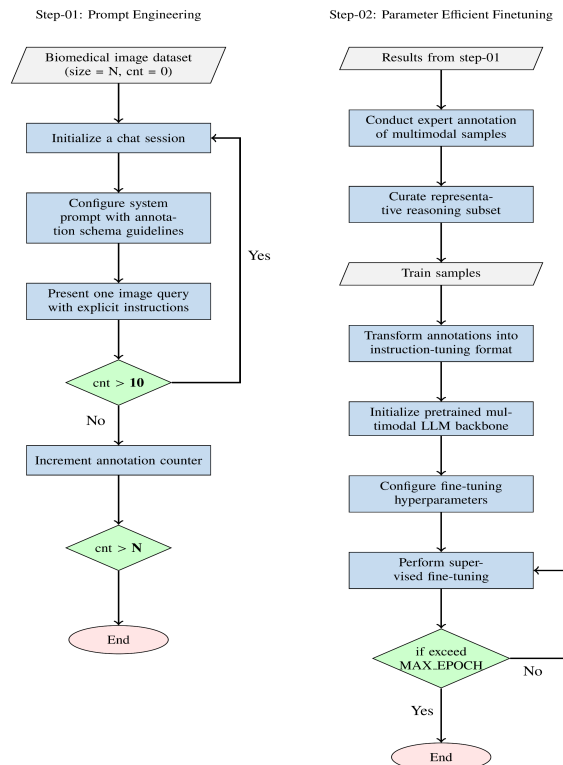 Step-01: Prompt Engineering
Biomedical image dataset
(size = N, cnt = 0)
Initialize a chat session
Configure system
prompt with annota-
tion schema guidelines
Yes
Present one image query
with explicit instructions
cnt > 10
No
Increment annotation counter
cnt > N
End
Step-02: Parameter Efficient Finetuning
Results from step-01
Conduct expert annotation
of multimodal samples
Curate representa-
tive reasoning subset
Train samples
Transform annotations into
instruction-tuning format
Initialize pretrained mul-
timodal LLM backbone
Configure fine-tuning
hyperparameters
Perform super-
vised fine-tuning
if exceed
MAX_EPOCH
No
Yes
End